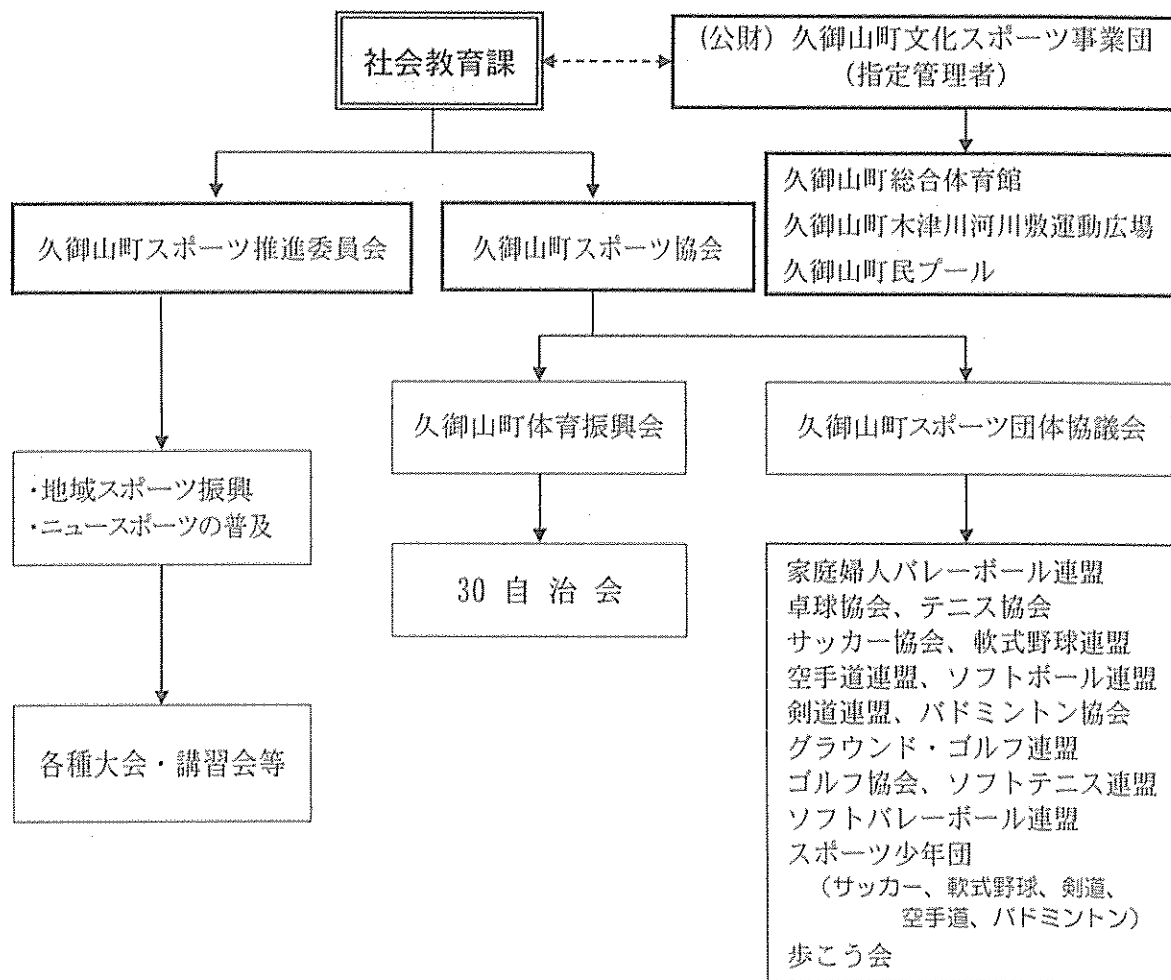 社会教育課
(公財) 久御山町文化スポーツ事業団
(指定管理者)
久御山町総合体育館
久御山町木津川河川敷運動広場
久御山町民プール
久御山町スポーツ推進委員会
久御山町スポーツ協会
久御山町体育振興会
久御山町スポーツ団体協議会
・地域スポーツ振興
・ニュースポーツの普及
30 自 治 会
各種大会・講習会等
家庭婦人バレーボール連盟
卓球協会、テニス協会
サッカー協会、軟式野球連盟
空手道連盟、ソフトボール連盟
剣道連盟、バドミントン協会
グラウンド・ゴルフ連盟
ゴルフ協会、ソフトテニス連盟
ソフトバレーボール連盟
スポーツ少年団
（サッカー、軟式野球、剣道、
空手道、バドミントン）
歩こう会